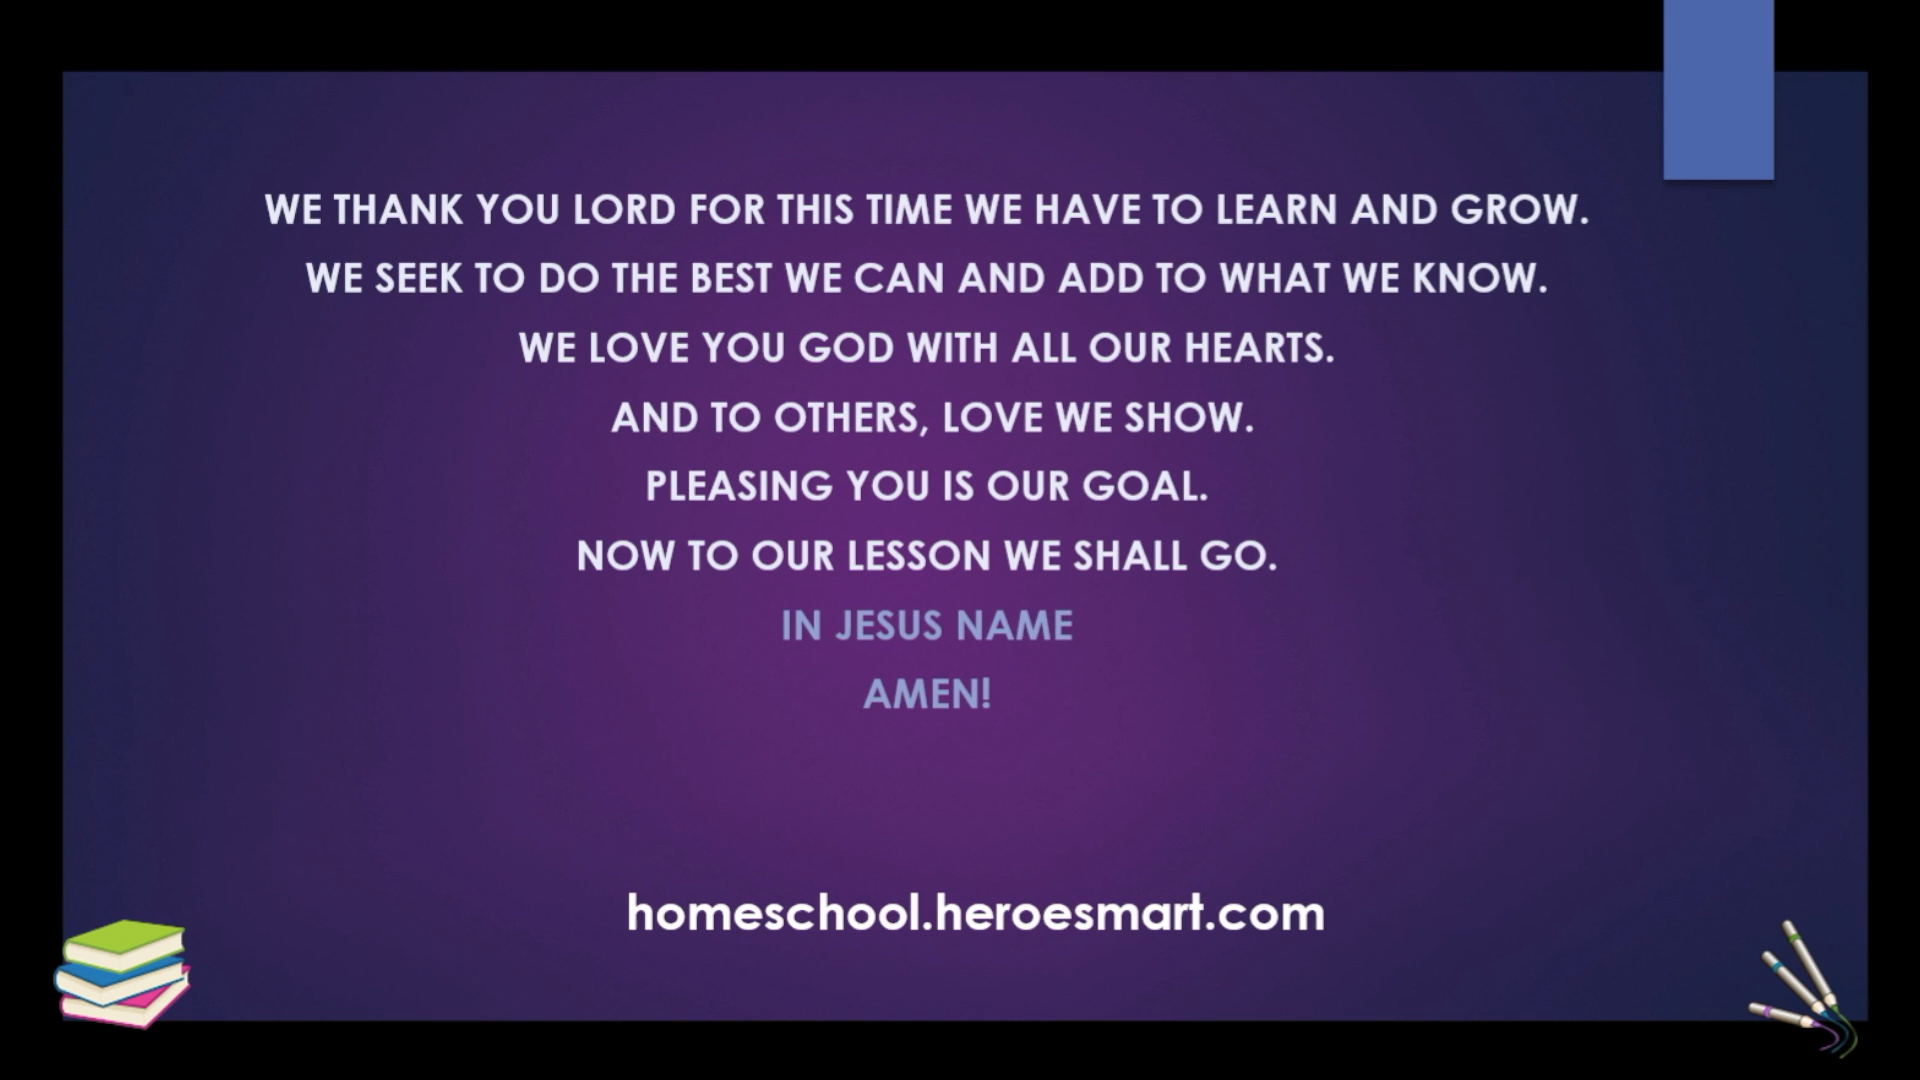 WE THANK YOU LORD FOR THIS TIME WE HAVE TO LEARN AND GROW.
WE SEEK TO DO THE BEST WE CAN AND ADD TO WHAT WE KNOW.
WE LOVE YOU GOD WITH ALL OUR HEARTS.
AND TO OTHERS, LOVE WE SHOW.
PLEASING YOU IS OUR GOAL.
NOW TO OUR LESSON WE SHALL GO.
IN JESUS NAME
AMEN!
homeschool.heroesmart.com